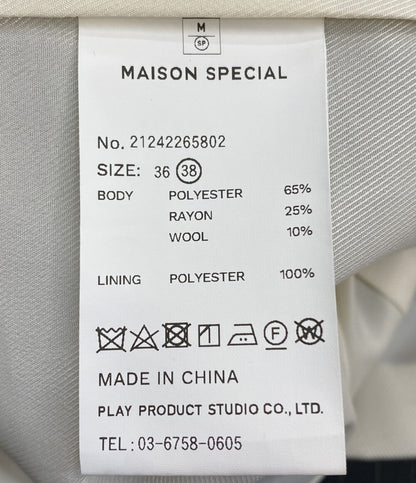 M
SP
MAISON SPECIAL
No. 21242265802
SIZE: 36 38
BODY POLYESTER 65%
RAYON 25%
WOOL 10%
LINING POLYESTER 100%
F W
MADE IN CHINA
PLAY PRODUCT STUDIO CO., LTD.
TEL: 03-6758-0605